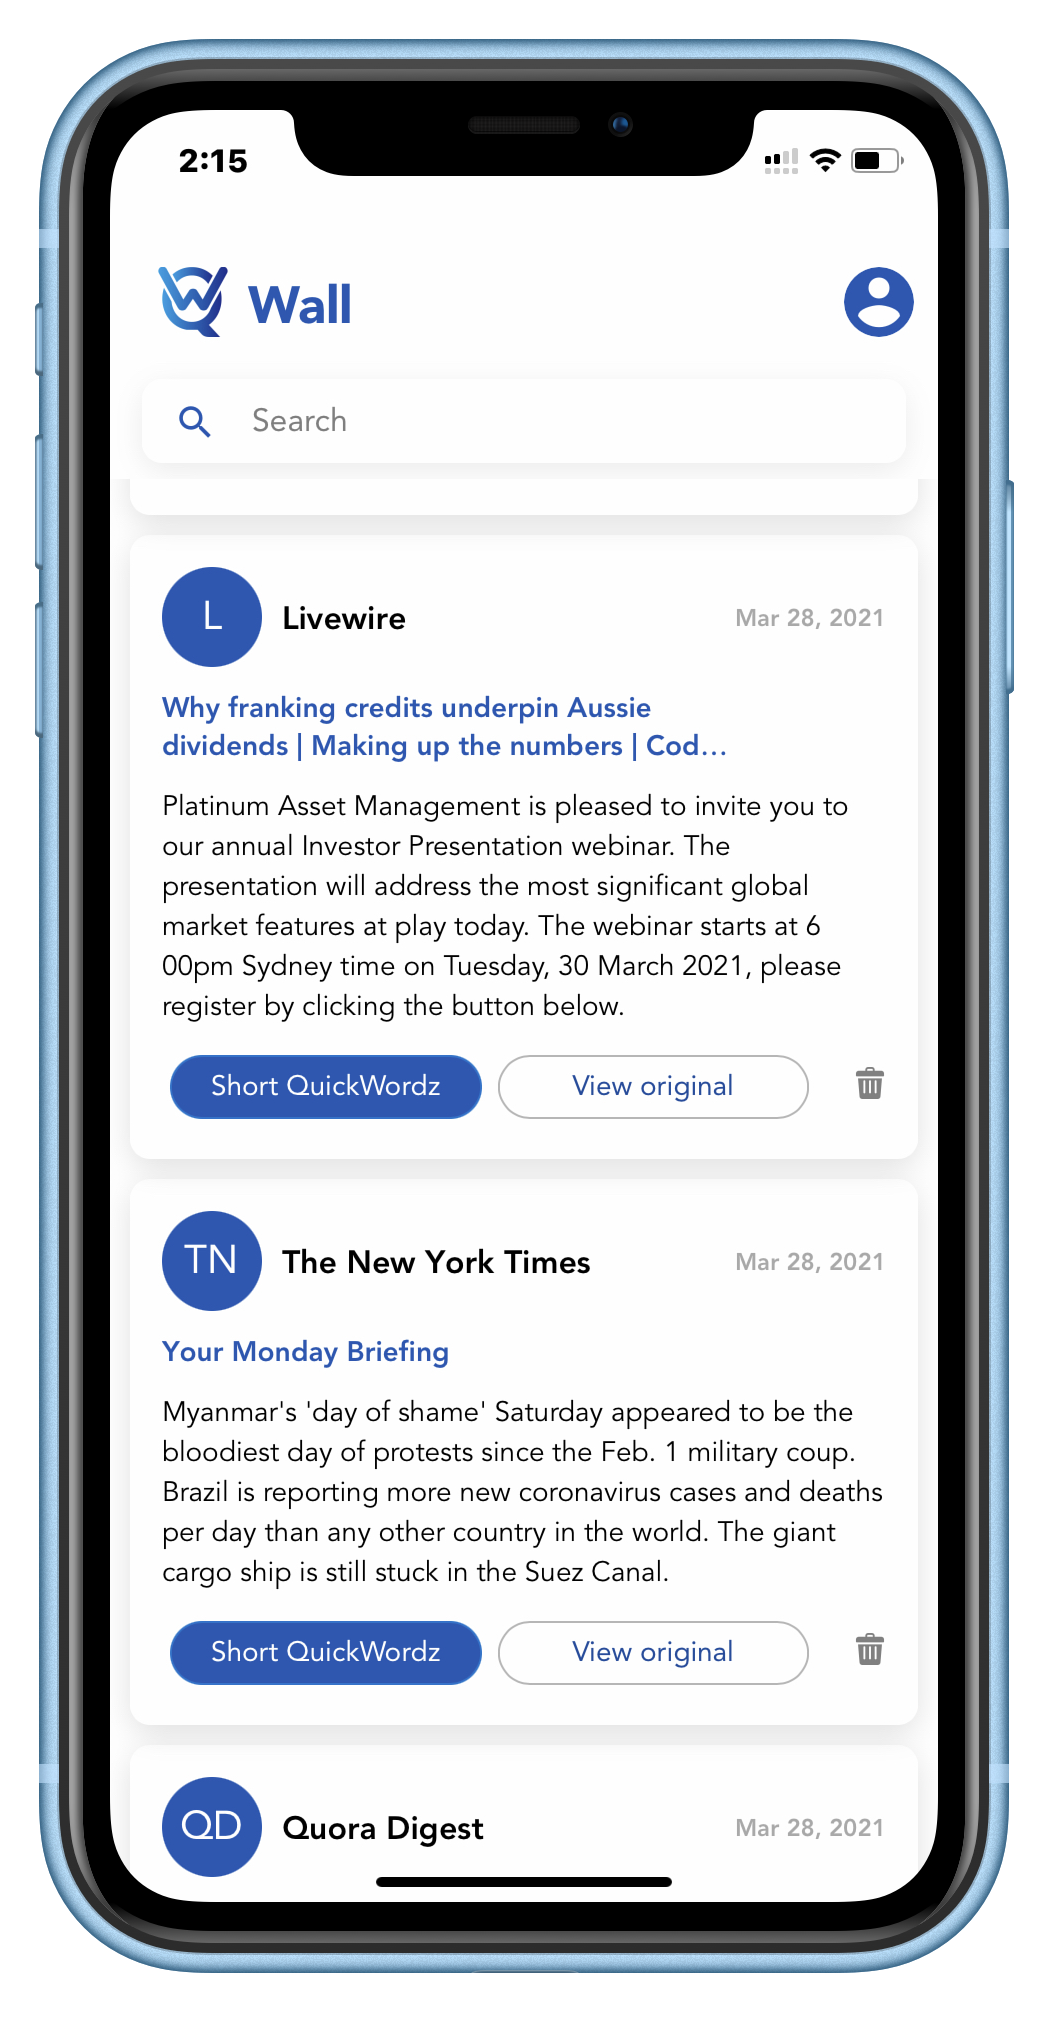 2:15
Wall
Search
L
Livewire
Mar 28, 2021
Why franking credits underpin Aussie
dividends | Making up the numbers | Cod...
Platinum Asset Management is pleased to invite you to
our annual Investor Presentation webinar. The
presentation will address the most significant global
market features at play today. The webinar starts at 6
00pm Sydney time on Tuesday, 30 March 2021, please
register by clicking the button below.
Short QuickWordz
View original
TN
The New York Times
Mar 28, 2021
Your Monday Briefing
Myanmar's 'day of shame' Saturday appeared to be the
bloodiest day of protests since the Feb. 1 military coup.
Brazil is reporting more new coronavirus cases and deaths
per day than any other country in the world. The giant
cargo ship is still stuck in the Suez Canal.
Short QuickWordz
View original
QD
Quora Digest
Mar 28, 2021